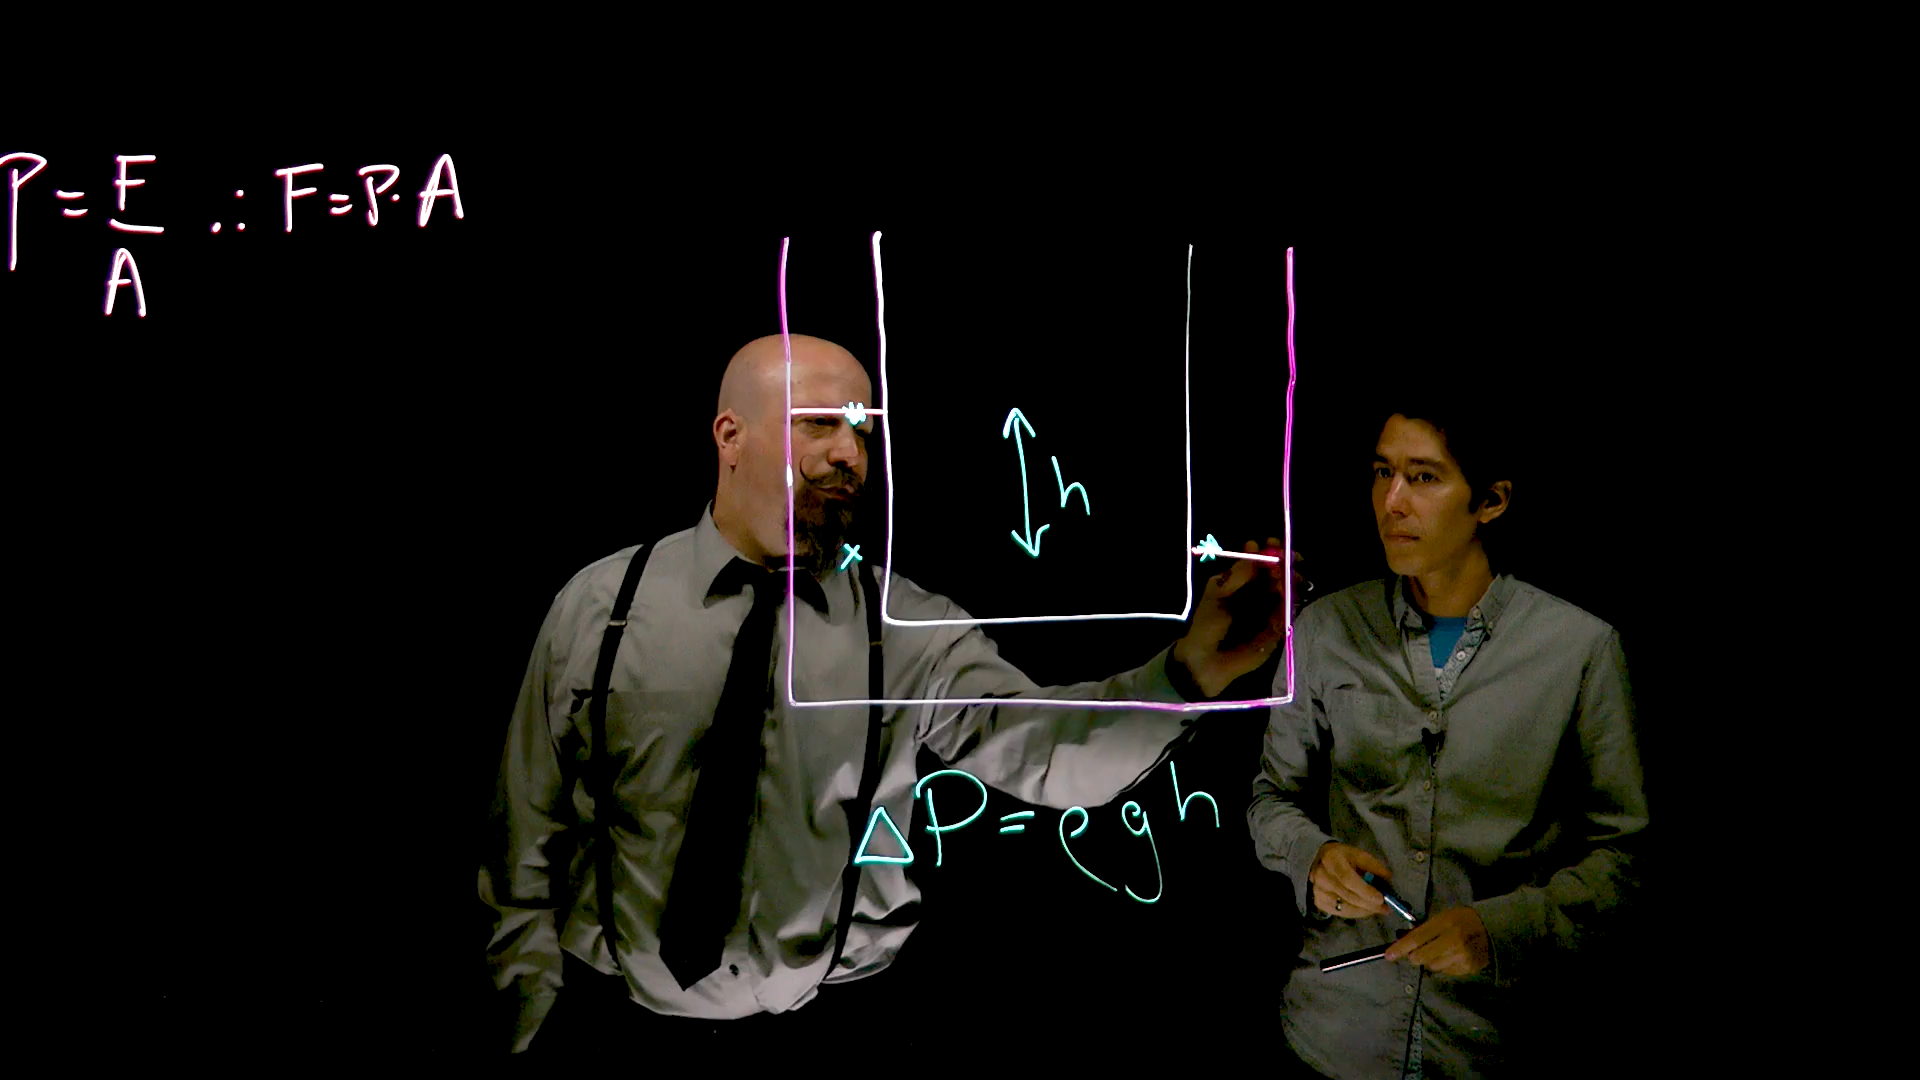 P = F/A ∴ F = P · A
h
ΔP = ρgh